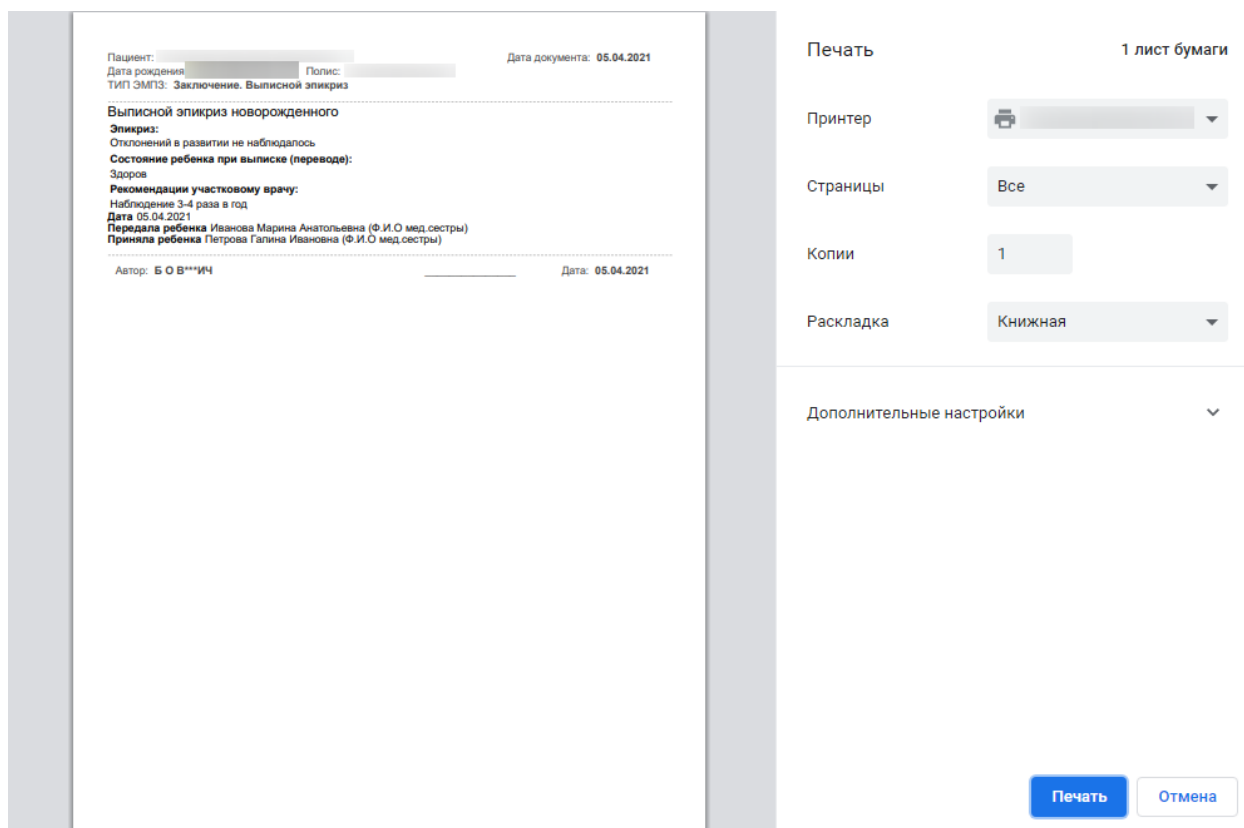 Пациент:
Дата документа: 05.04.2021
Дата рождения
Полис:
ТИП ЭМПЗ: Заключение. Выписной эпикриз
Выписной эпикриз новорожденного
Эпикриз:
Отклонений в развитии не наблюдалось
Состояние ребенка при выписке (переводе):
Здоров
Рекомендации участковому врачу:
Наблюдение 3-4 раза в год
Дата 05.04.2021
Передала ребенка Иванова Марина Анатольевна (Ф.И.О мед.сестры)
Приняла ребенка Петрова Галина Ивановна (Ф.И.О мед.сестры)
Автор: Б О В***ИЧ
Дата: 05.04.2021
Печать
1 лист бумаги
Принтер
Страницы
Все
Копии
1
Раскладка
Книжная
Дополнительные настройки
Печать
Отмена